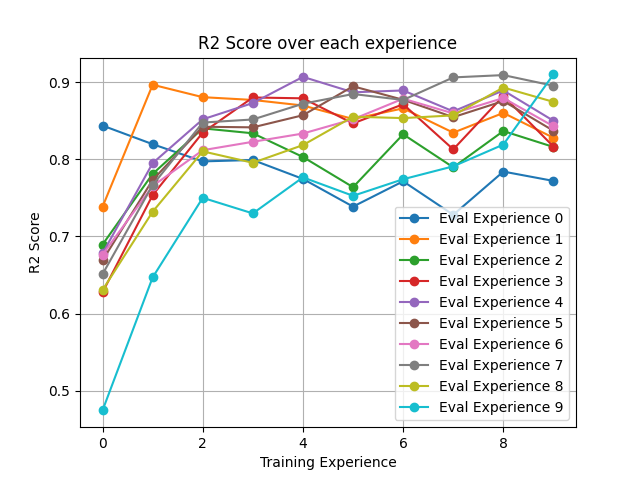 R2 Score over each experience
R2 Score
0.9
0.8
0.7
0.6
0.5
Eval Experience 0
Eval Experience 1
Eval Experience 2
Eval Experience 3
Eval Experience 4
Eval Experience 5
Eval Experience 6
Eval Experience 7
Eval Experience 8
Eval Experience 9
0 2 4 6 8
Training Experience